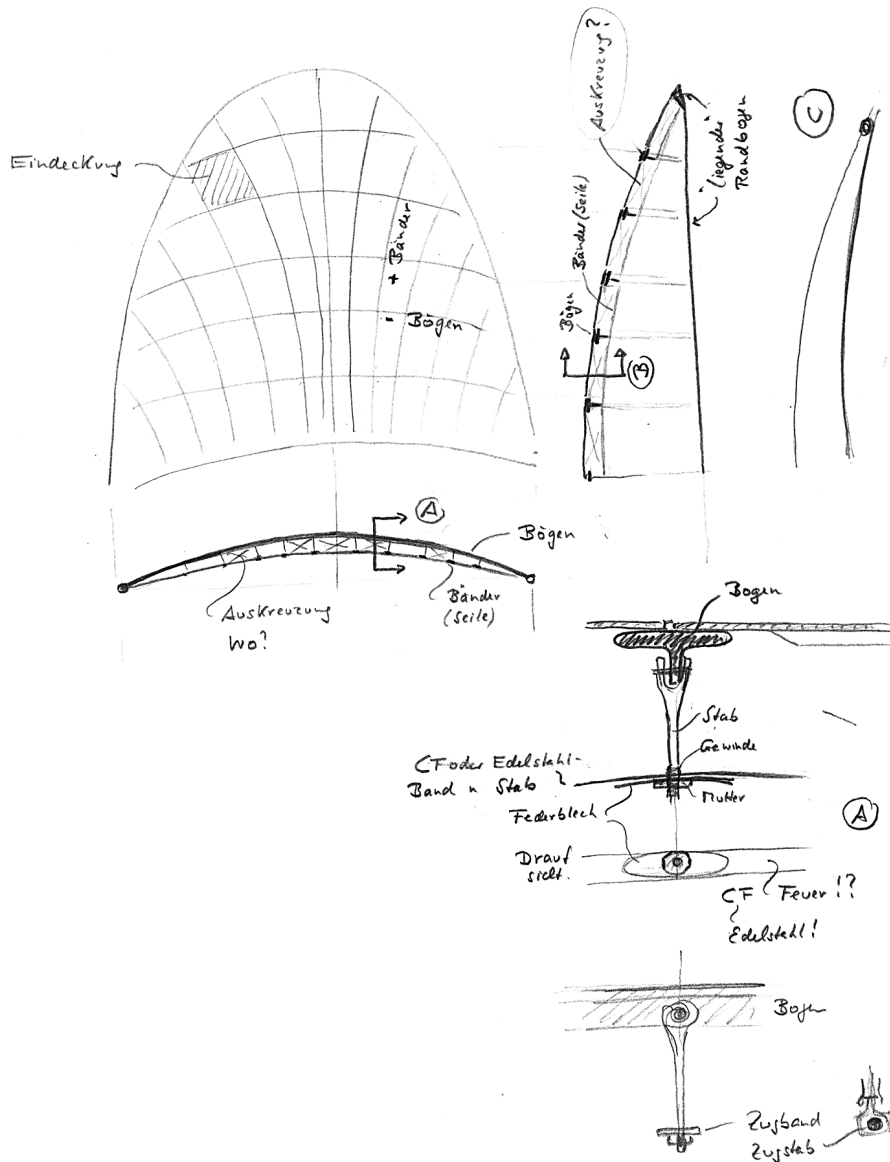 Eindeckung
+ Bänder
- Bögen
Auskreuzung?
Bänder (Seile)
Bögen
"liegender"
Randbogen
B
C
A
Bögen
Bänder
(Seile)
Auskreuzung
Wo?
Bogen
Stab
Gewinde
CF oder Edelstahl-
Band u Stab ?
Federblech
Mutter
A
Drauf
sicht.
CF Feuer!?
Edelstahl!
Bogen
Zugband
Zugstab